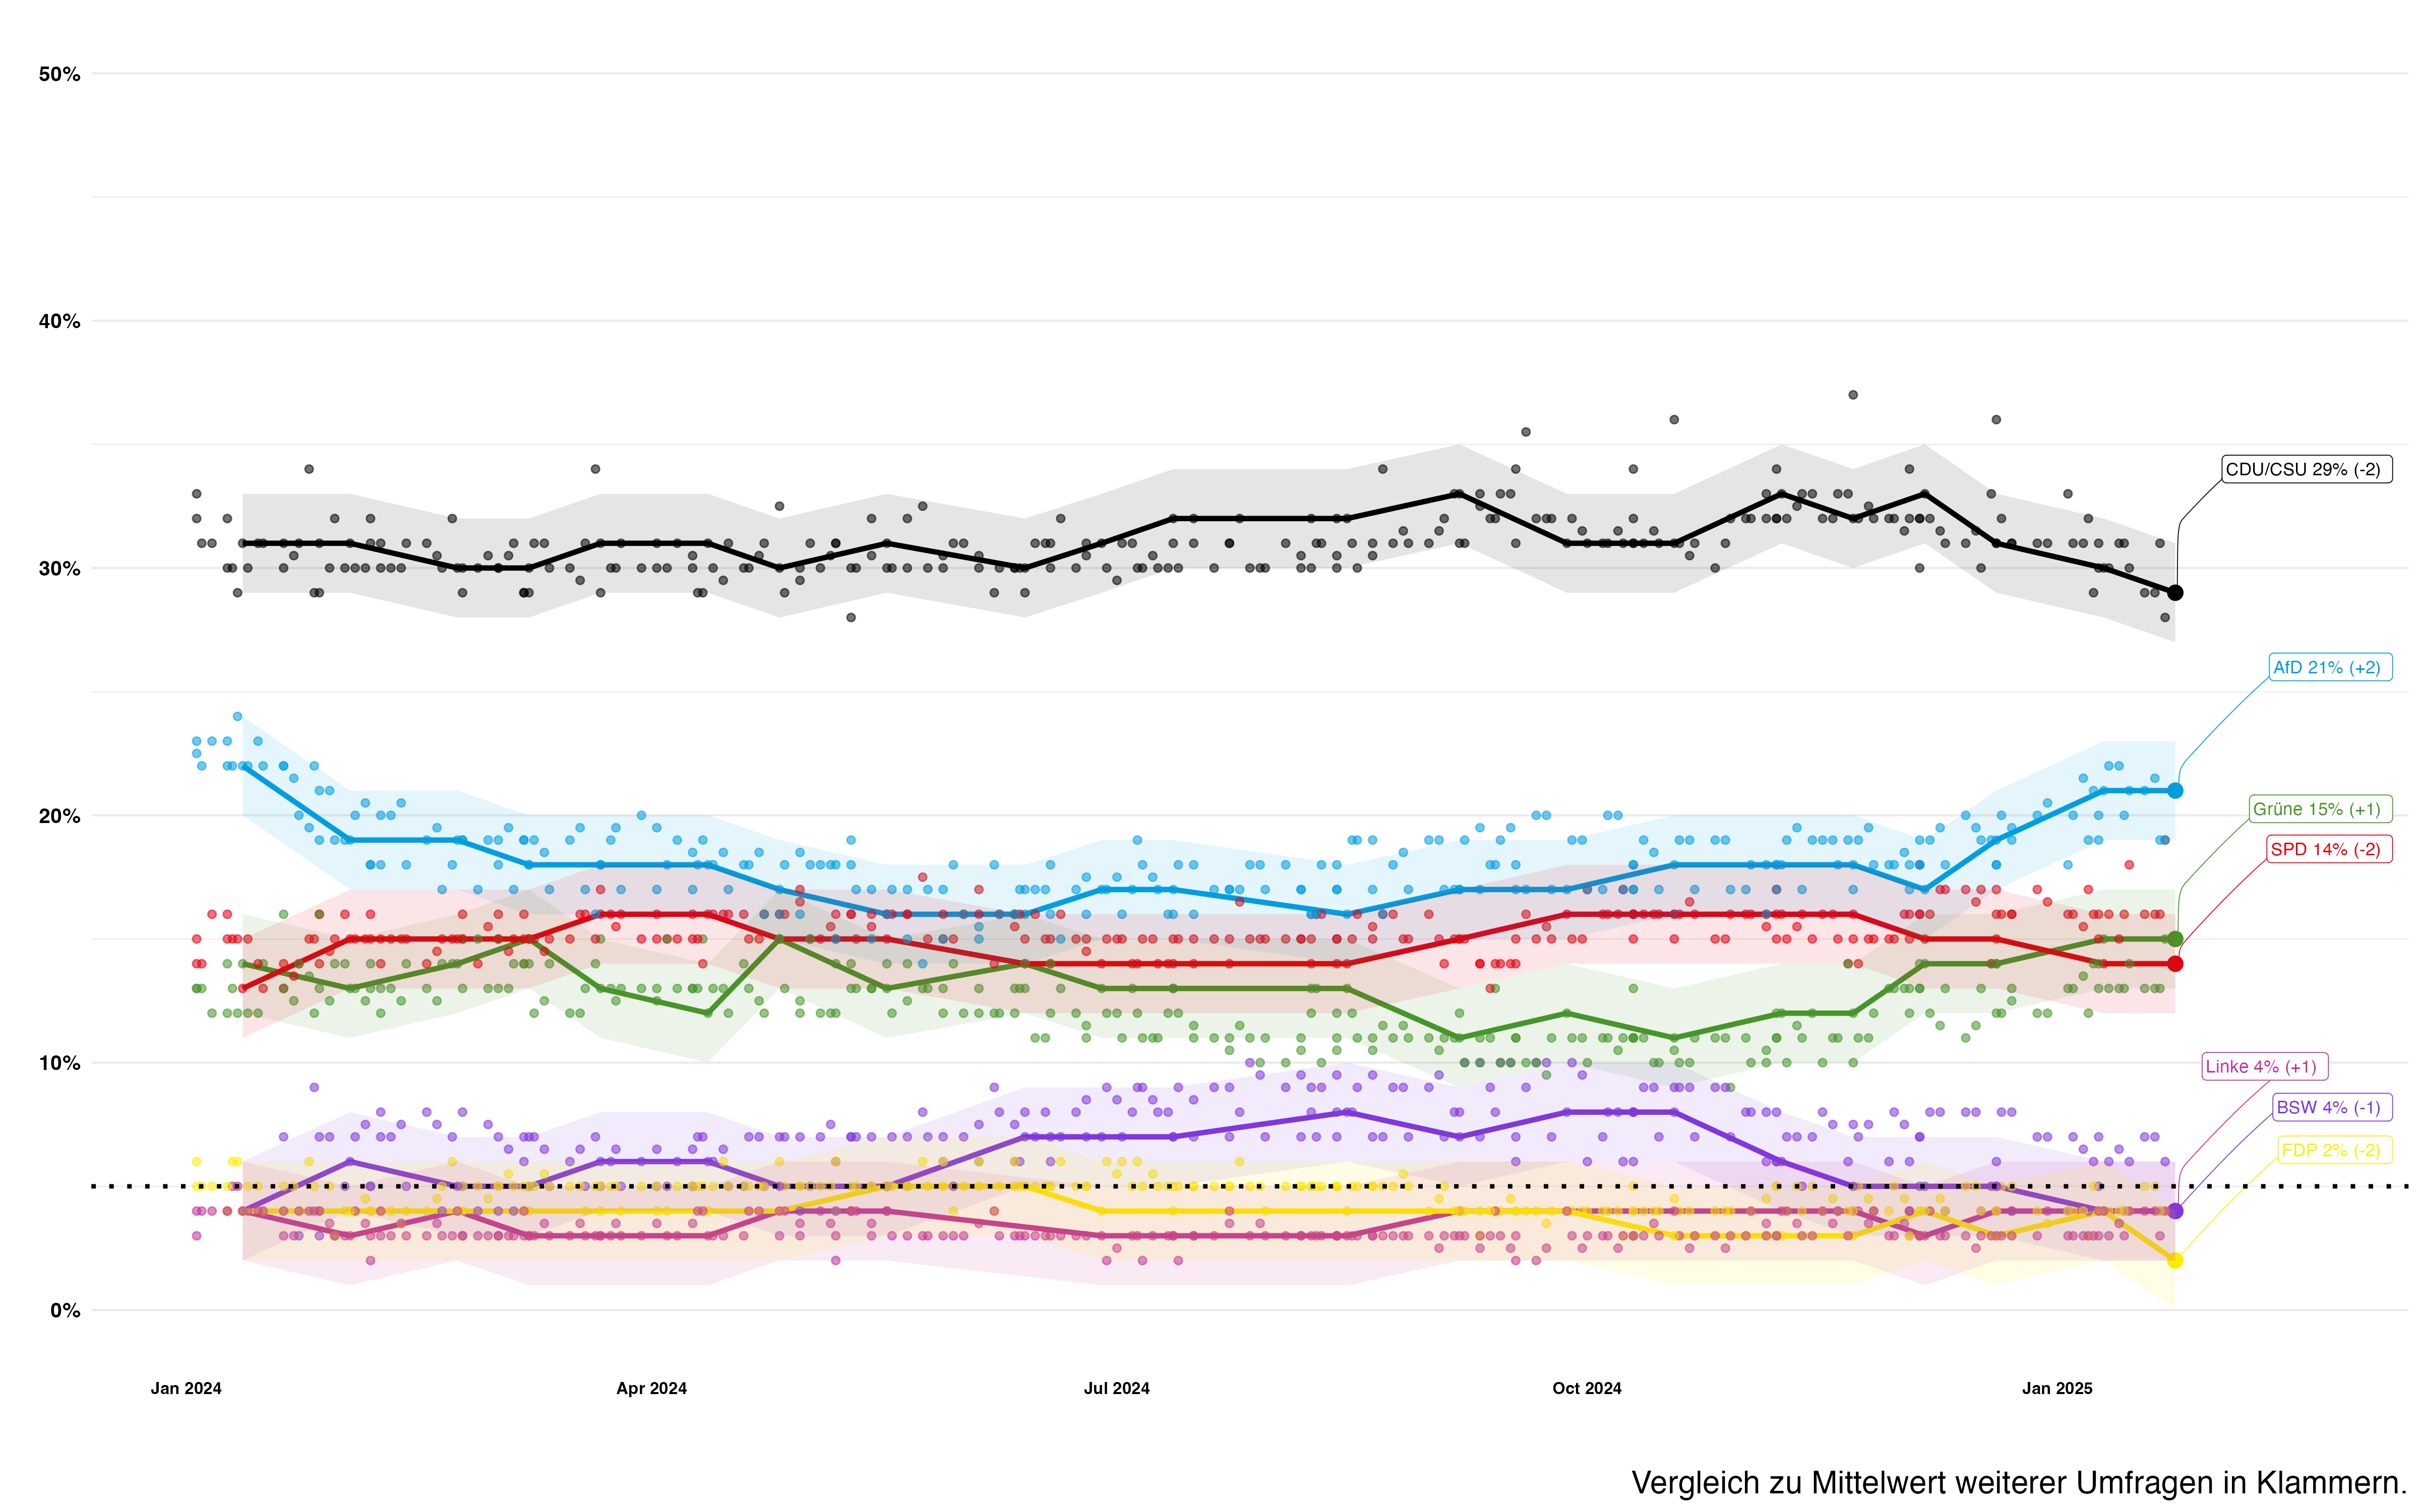 50%
40%
30%
20%
10%
0%
CDU/CSU 29% (-2)
AfD 21% (+2)
Grüne 15% (+1)
SPD 14% (-2)
Linke 4% (+1)
BSW 4% (-1)
FDP 2% (-2)
Jan 2024
Apr 2024
Jul 2024
Oct 2024
Jan 2025
Vergleich zu Mittelwert weiterer Umfragen in Klammern.